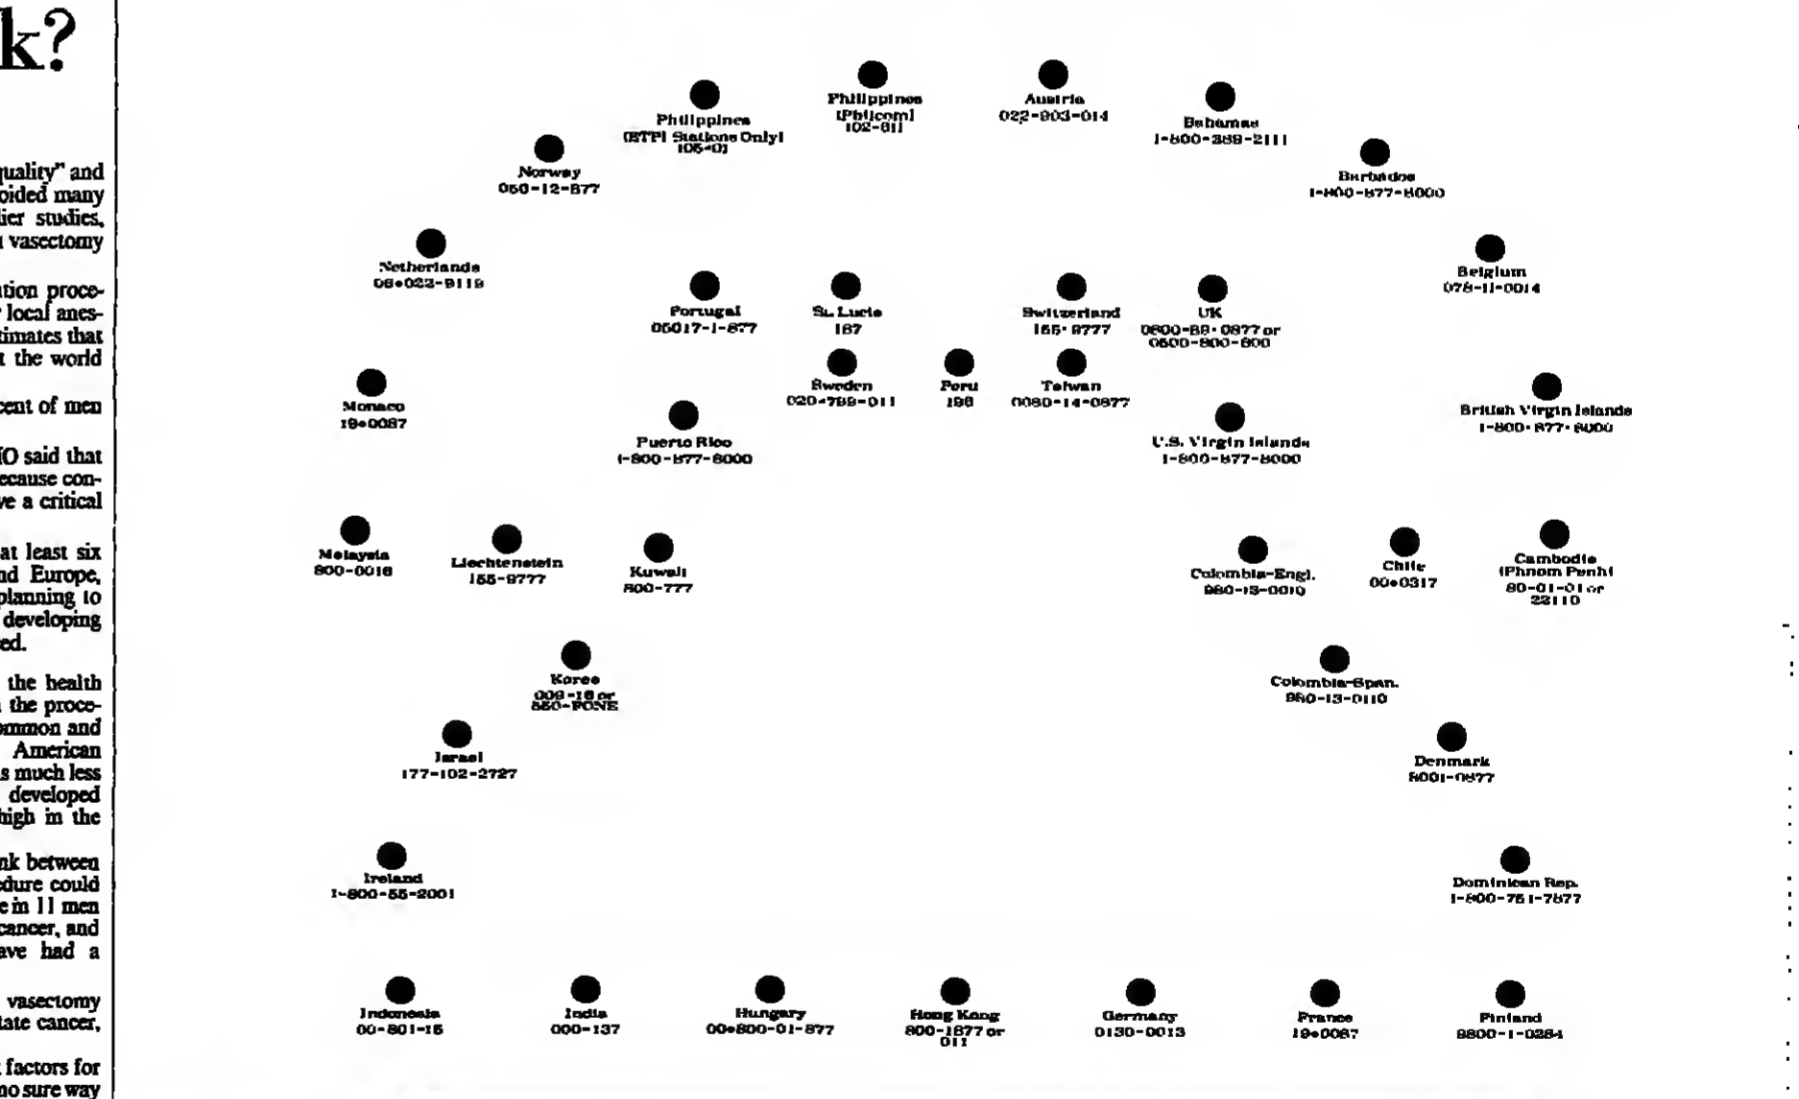 k?
quality" and
oided many
lier studies,
vasectomy
tion proce-
local anes-
timates that
the world
cent of men
IO said that
ecause con-
ve a critical
at least six
nd Europe,
planning to
developing
ed.
the health
the proce-
ommon and
American
s much less
developed
high in the
nk between
edure could
e in 11 men
cancer, and
ave had a
vasectomy
tate cancer,
factors for
no sure way
Philippines
(ETPI Stations Only)
105-01
Philippines
(Philcom)
102-611
Austria
022-903-014
Bahamas
1-800-389-2111
Norway
050-12-877
Barbados
1-800-877-8000
Netherlands
06•022-9119
Belgium
078-11-0014
Portugal
05017-1-877
St. Lucia
187
Switzerland
155-9777
UK
0800-89-0877 or
0500-800-800
Monaco
19•0087
Sweden
020-799-011
Peru
196
Taiwan
0080-14-0877
British Virgin Islands
1-800-877-8000
Puerto Rico
1-800-877-8000
U.S. Virgin Islands
1-800-877-8000
Malaysia
800-0016
Liechtenstein
155-9777
Kuwait
800-777
Colombia-Engl.
980-13-0010
Chile
00•0317
Cambodia
(Phnom Penh)
80-01-01 or
22110
Korea
009-16 or
550-FONE
Colombia-Span.
980-13-0110
Israel
177-102-2727
Denmark
8001-0877
Ireland
1-800-55-2001
Dominican Rep.
1-800-751-7877
Indonesia
00-801-15
India
000-137
Hungary
00•800-01-877
Hong Kong
800-1877 or
011
Germany
0130-0013
France
19•0087
Finland
9800-1-0284